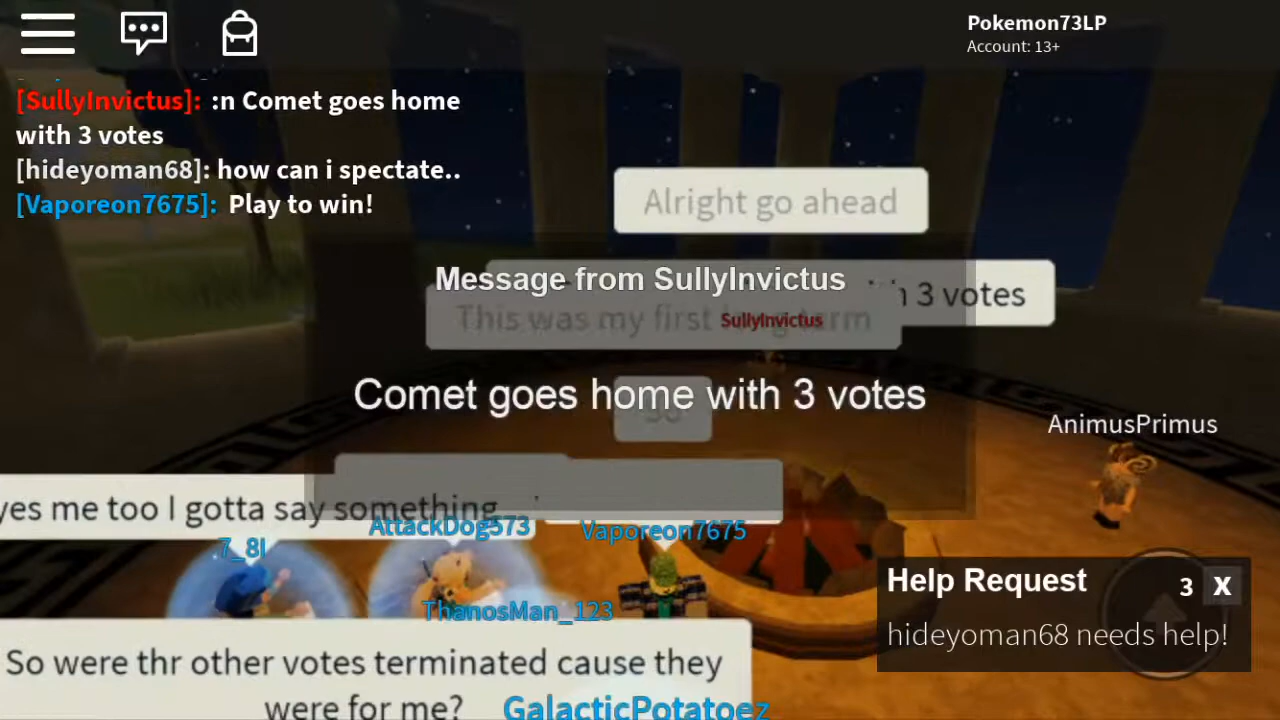 Pokemon73LP
Account: 13+
[SullyInvictus]: :n Comet goes home
with 3 votes
[hideyoman68]: how can i spectate..
[Vaporeon7675]: Play to win!
Alright go ahead
Message from SullyInvictus
3 votes
This was my first
SullyInvictus
Comet goes home with 3 votes
AnimusPrimus
yes me too I gotta say something
AttackDog573
Vaporeon7675
7_8l
Help Request
3 X
hideyoman68 needs help!
ThanosMan_123
So were thr other votes terminated cause they
were for me?
GalacticPotatoez